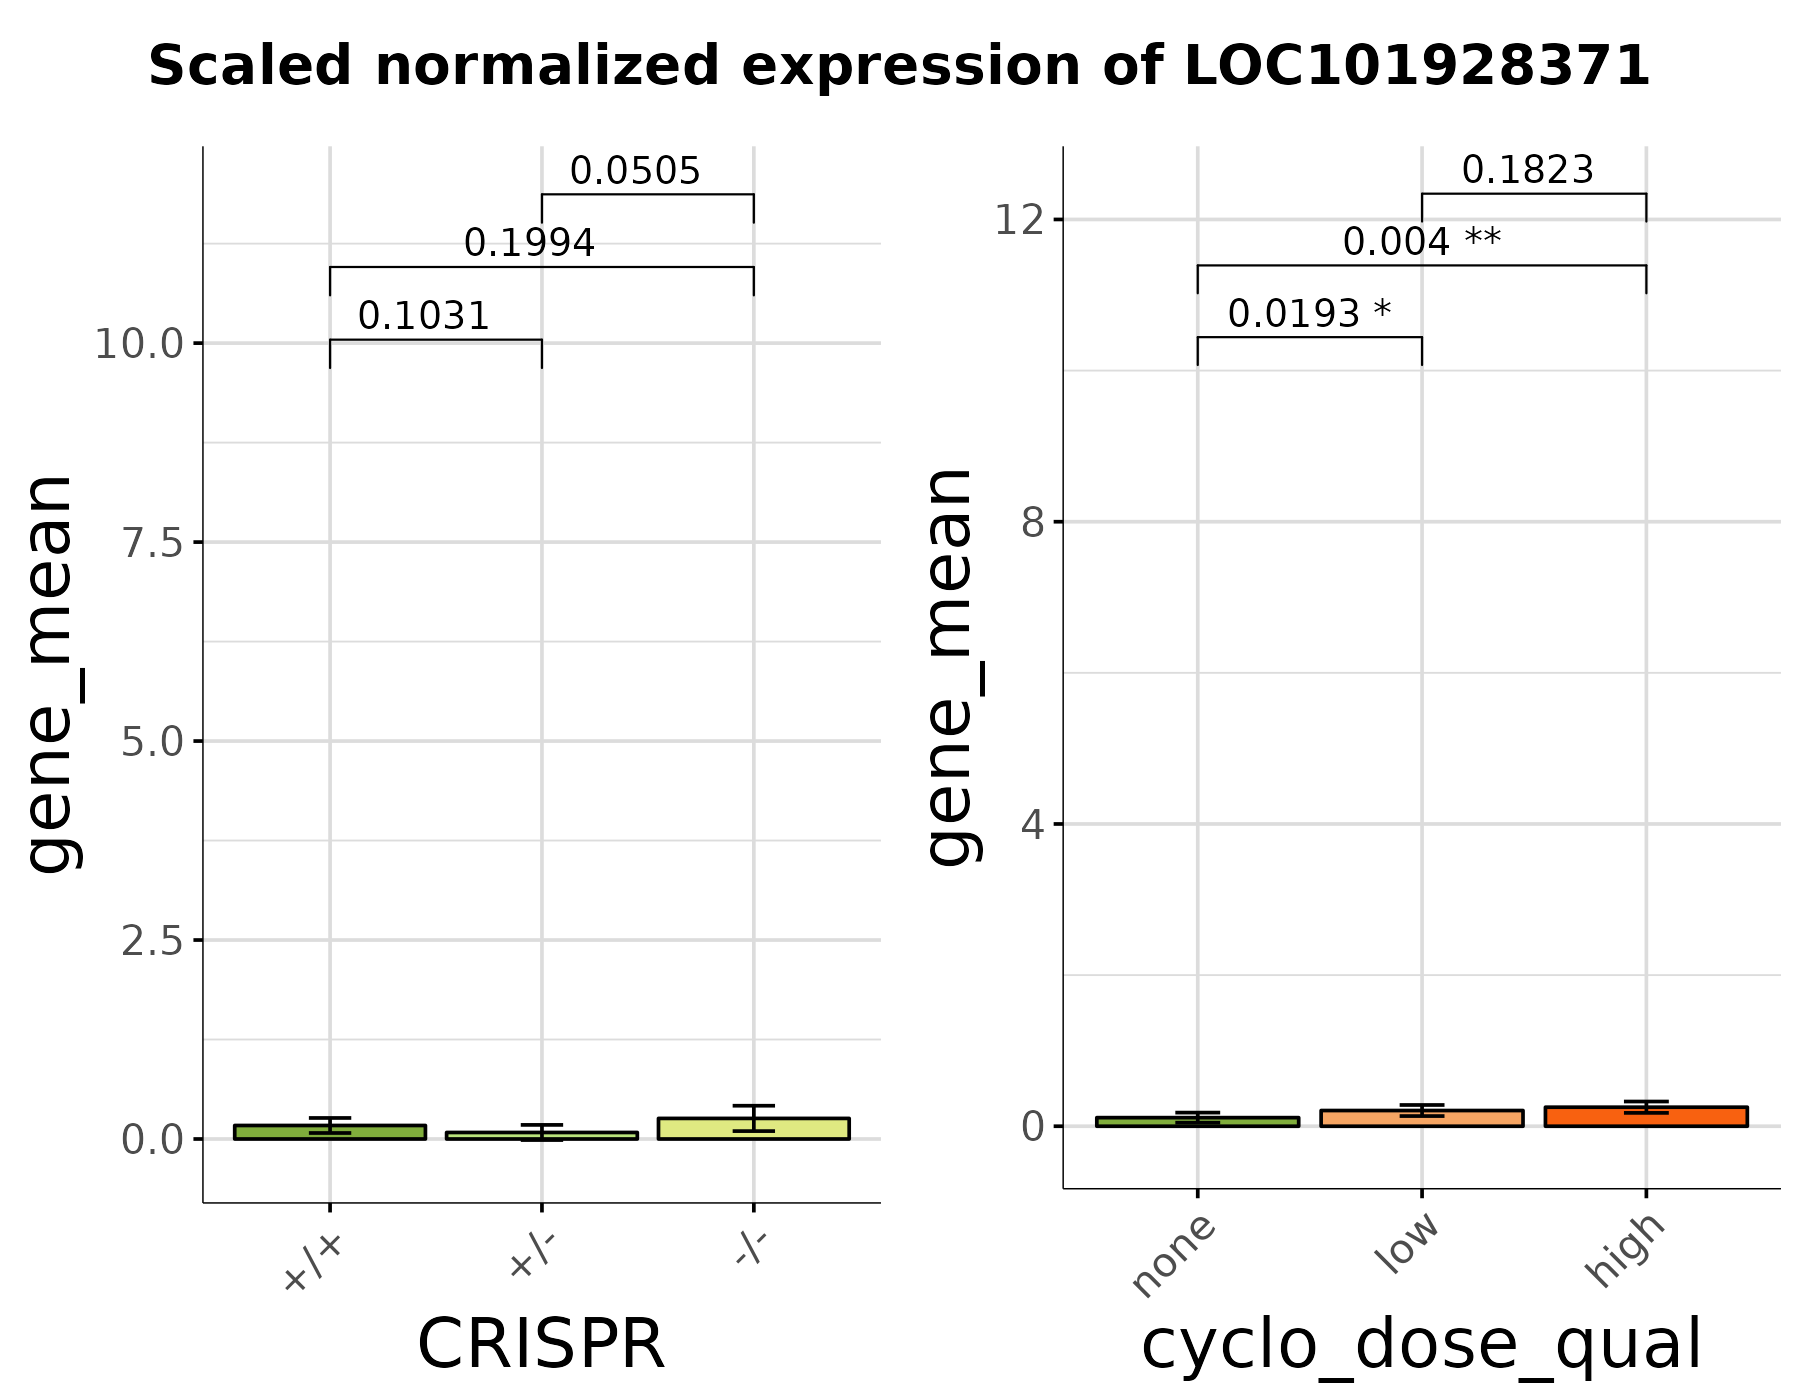 Scaled normalized expression of LOC101928371
gene_mean
10.0
7.5
5.0
2.5
0.0
0.0505
0.1994
0.1031
+/+
+/-
-/-
CRISPR
gene_mean
12
8
4
0
0.1823
0.004 **
0.0193 *
none
low
high
cyclo_dose_qual